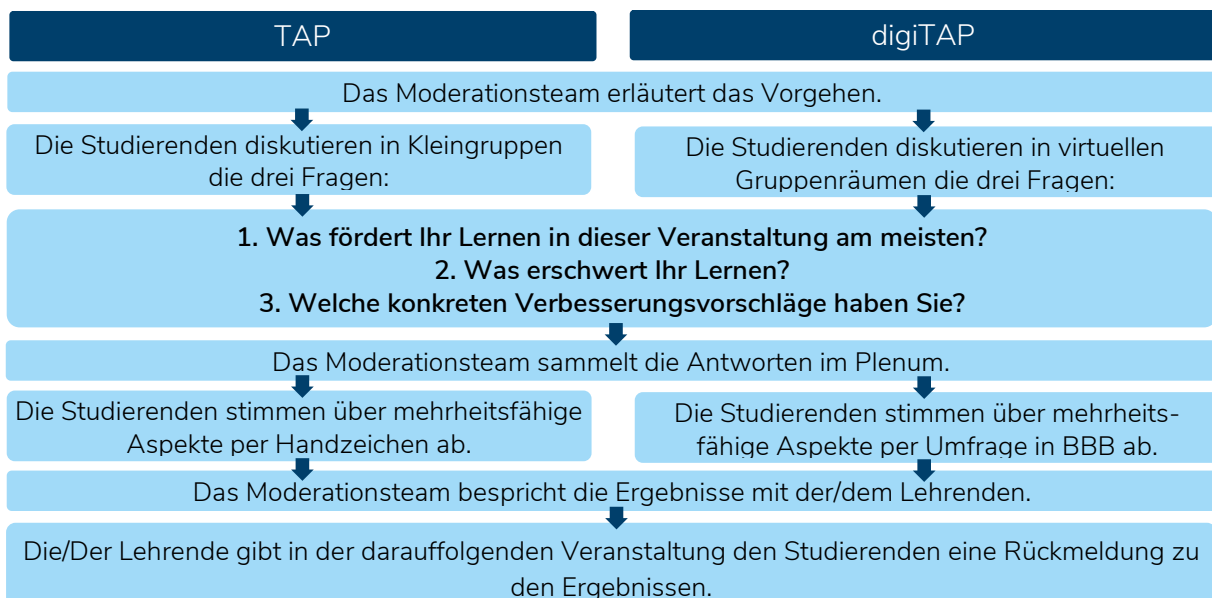 TAP
digiTAP
Das Moderationsteam erläutert das Vorgehen.
Die Studierenden diskutieren in Kleingruppen
die drei Fragen:
Die Studierenden diskutieren in virtuellen
Gruppenräumen die drei Fragen:
1. Was fördert Ihr Lernen in dieser Veranstaltung am meisten?
2. Was erschwert Ihr Lernen?
3. Welche konkreten Verbesserungsvorschläge haben Sie?
Das Moderationsteam sammelt die Antworten im Plenum.
Die Studierenden stimmen über mehrheitsfähige
Aspekte per Handzeichen ab.
Die Studierenden stimmen über mehrheits-
fähige Aspekte per Umfrage in BBB ab.
Das Moderationsteam bespricht die Ergebnisse mit der/dem Lehrenden.
Die/Der Lehrende gibt in der darauffolgenden Veranstaltung den Studierenden eine Rückmeldung zu
den Ergebnissen.